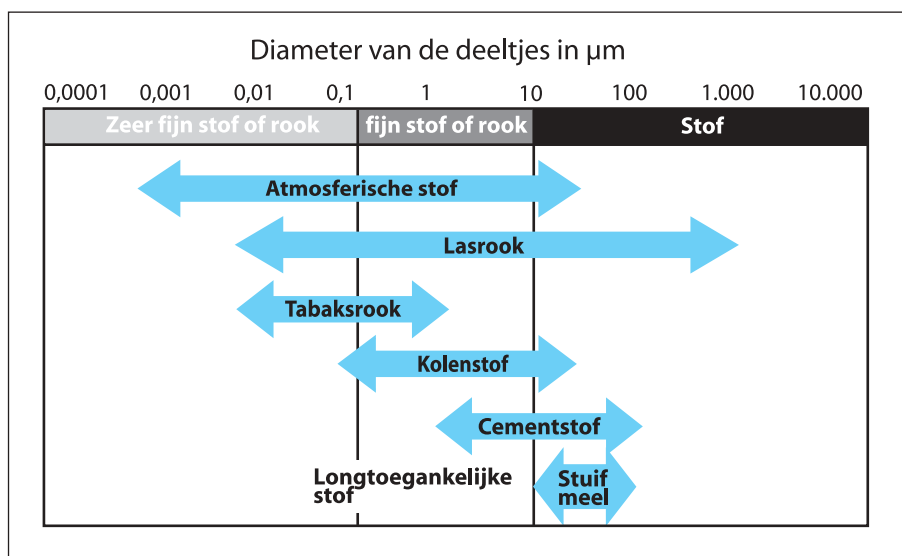 Diameter van de deeltjes in µm
0,0001 0,001 0,01 0,1 1 10 100 1.000 10.000
Zeer fijn stof of rook fijn stof of rook Stof
Atmosferische stof
Lasrook
Tabaksrook
Kolenstof
Cementstof
Longtoegankelijke
stof
Stuif
meel